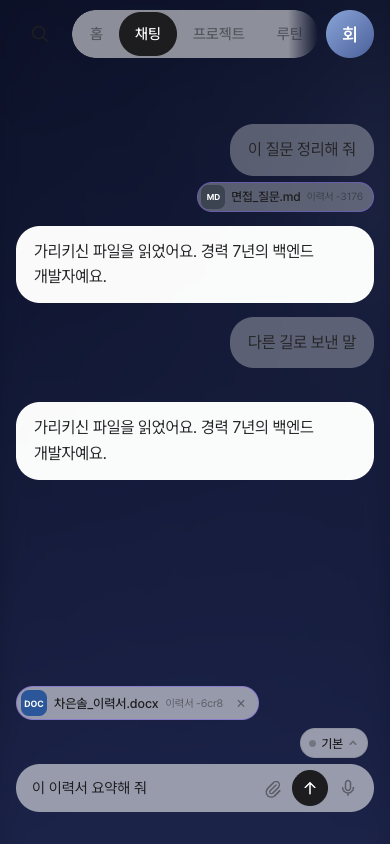 홈 채팅 프로젝트 루틴 회
이 질문 정리해 줘
MD 면접_질문.md 이력서 -3176
가리키신 파일을 읽었어요. 경력 7년의 백엔드
개발자예요.
다른 길로 보낸 말
가리키신 파일을 읽었어요. 경력 7년의 백엔드
개발자예요.
DOC 차은솔_이력서.docx 이력서 -6cr8
기본
이 이력서 요약해 줘